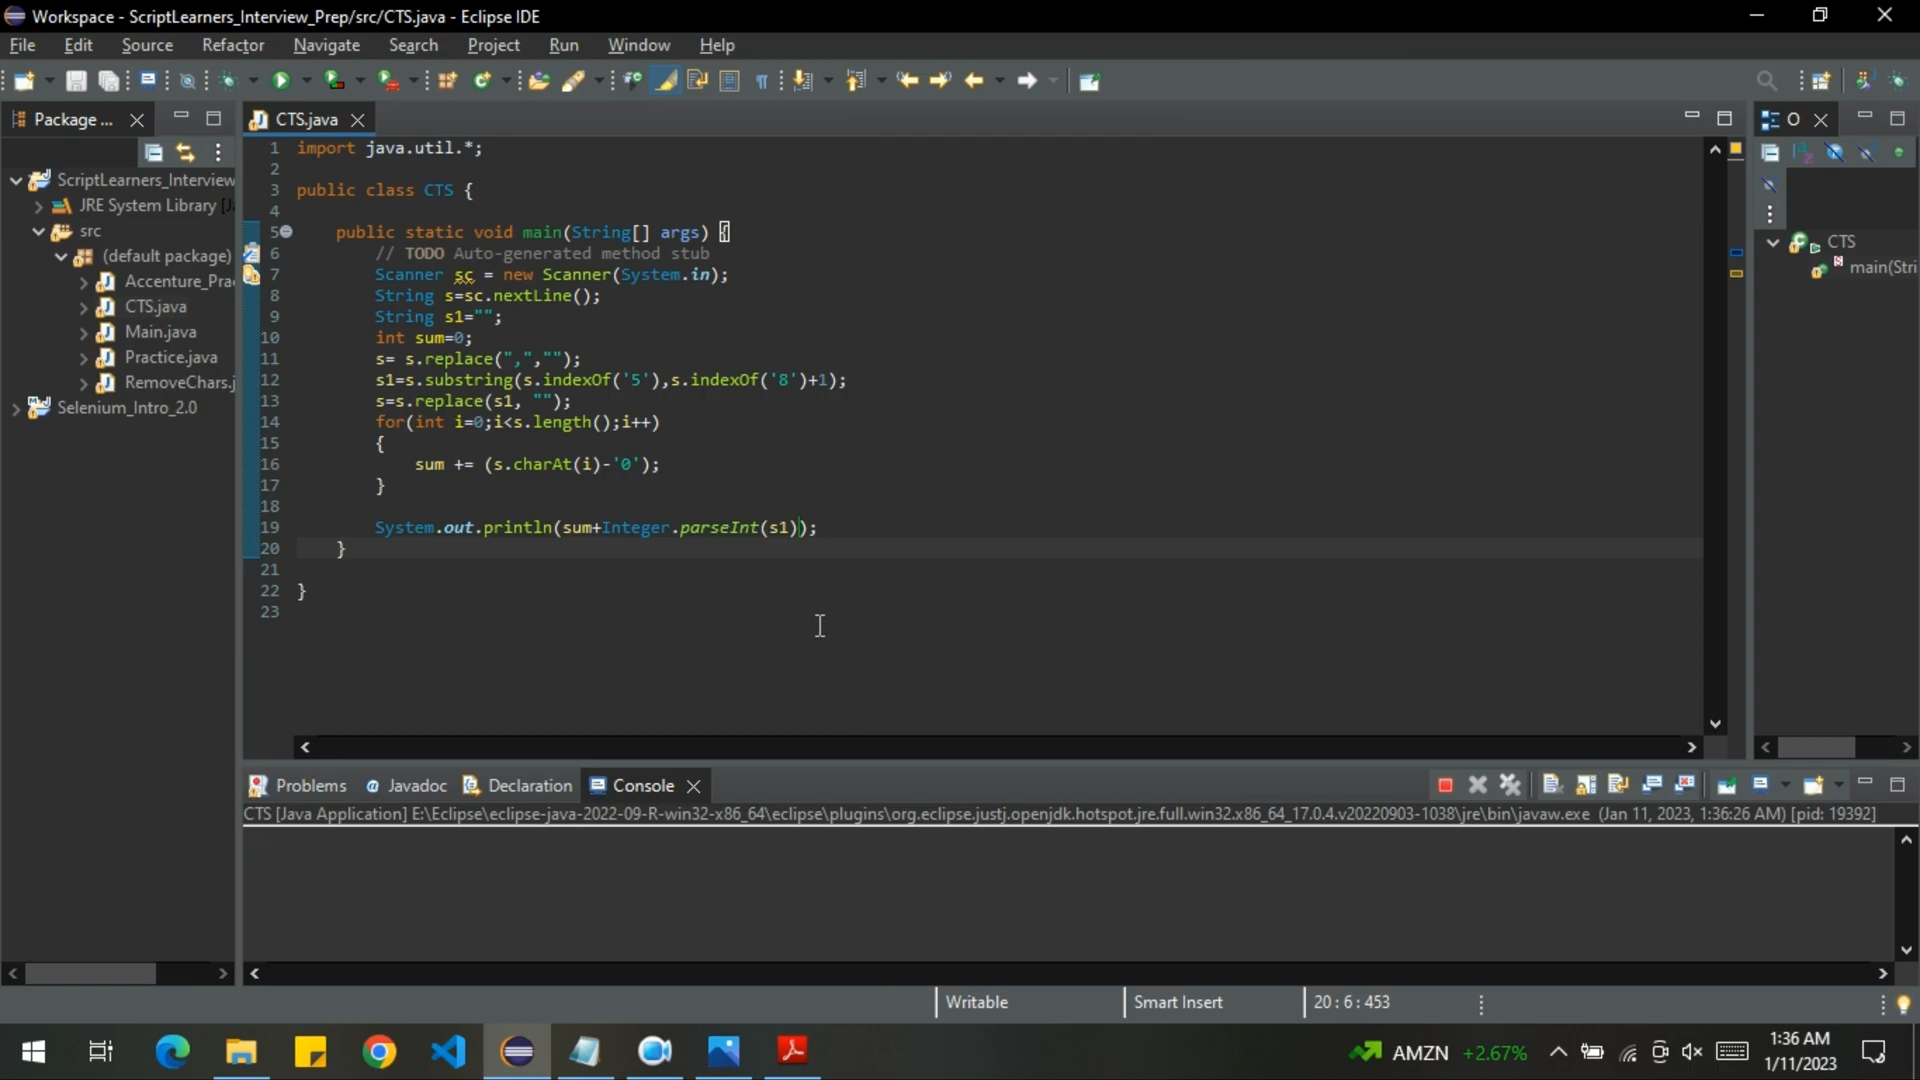 Workspace - ScriptLearners_Interview_Prep/src/CTS.java - Eclipse IDE
File Edit Source Refactor Navigate Search Project Run Window Help
Package ...
ScriptLearners_Interview
JRE System Library
src
(default package)
Accenture_Pra
CTS.java
Main.java
Practice.java
RemoveChars.j
Selenium_Intro_2.0
CTS.java
1 import java.util.*;
2
3 public class CTS {
4
5 public static void main(String[] args) {
6 // TODO Auto-generated method stub
7 Scanner sc = new Scanner(System.in);
8 String s=sc.nextLine();
9 String s1="";
10 int sum=0;
11 s= s.replace(",","");
12 s1=s.substring(s.indexOf('5'),s.indexOf('8')+1);
13 s=s.replace(s1, "");
14 for(int i=0;i<s.length();i++)
15 {
16 sum += (s.charAt(i)-'0');
17 }
18
19 System.out.println(sum+Integer.parseInt(s1));
20 }
21
22 }
23
O
CTS
main(Stri
Problems Javadoc Declaration Console
CTS [Java Application] E:\Eclipse\eclipse-java-2022-09-R-win32-x86_64\eclipse\plugins\org.eclipse.justj.openjdk.hotspot.jre.full.win32.x86_64_17.0.4.v20220903-1038\jre\bin\javaw.exe (Jan 11, 2023, 1:36:26 AM) [pid: 19392]
Writable Smart Insert 20 : 6 : 453
AMZN +2.67%
1:36 AM
1/11/2023